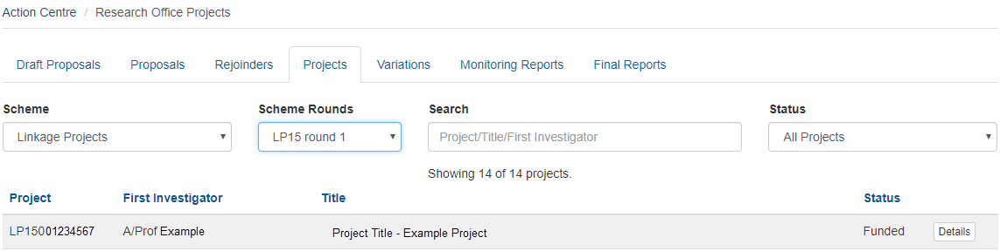 Action Centre / Research Office Projects
Draft Proposals Proposals Rejoinders Projects Variations Monitoring Reports Final Reports
Scheme Scheme Rounds Search Status
Linkage Projects LP15 round 1 Project/Title/First Investigator All Projects
Showing 14 of 14 projects.
Project First Investigator Title Status
LP15001234567 A/Prof Example Project Title - Example Project Funded Details